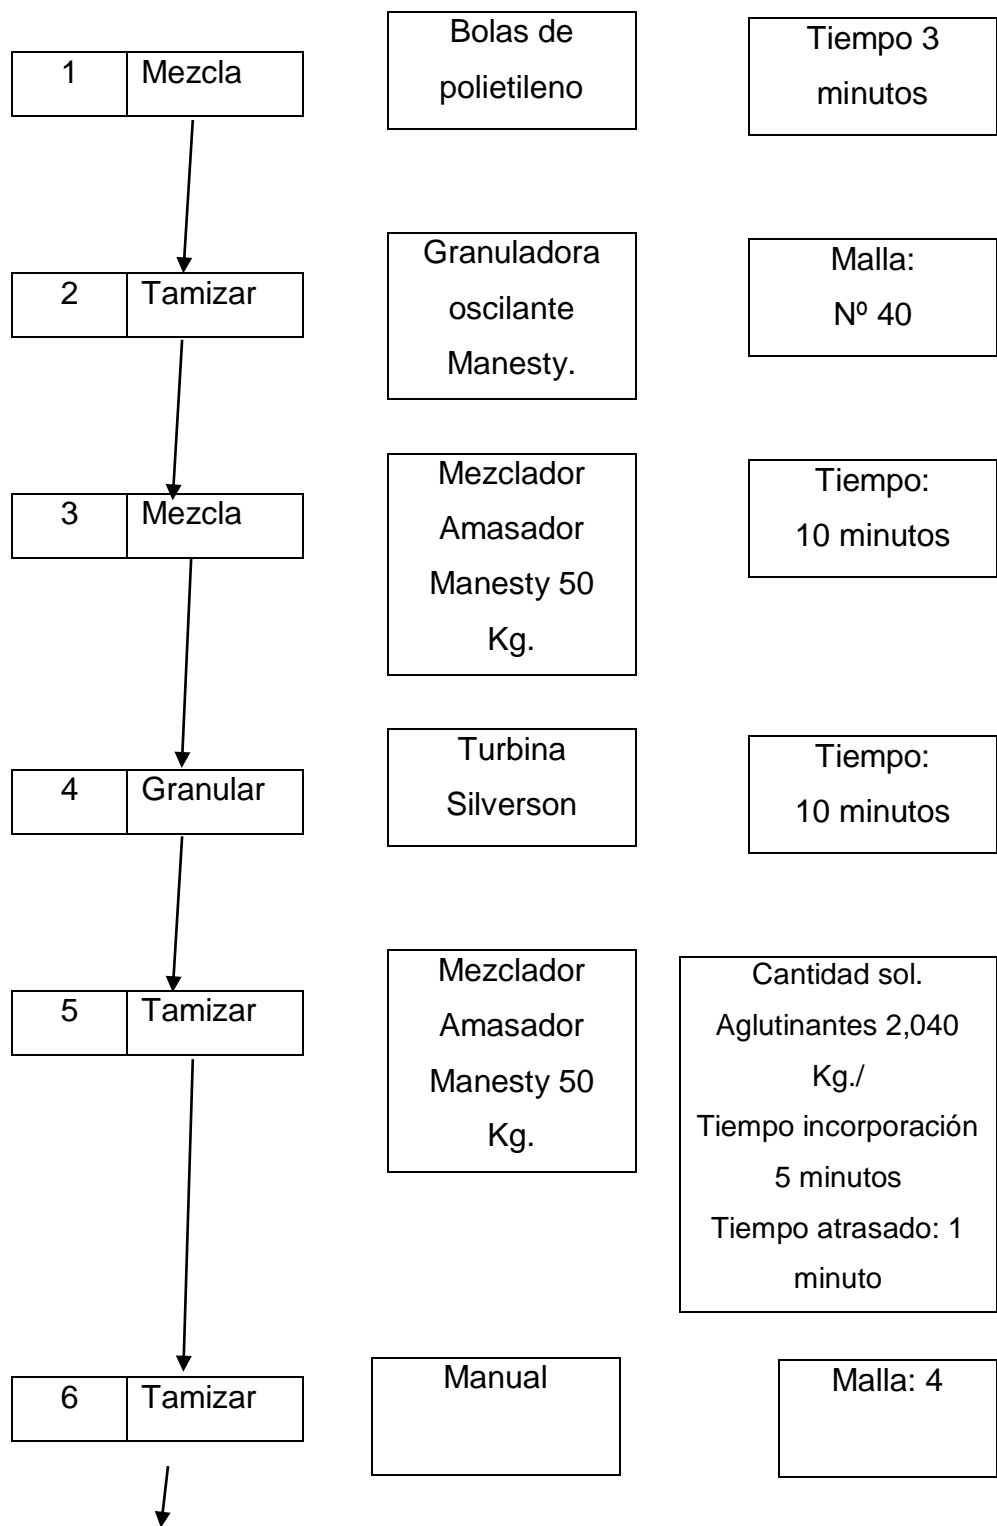 1 Mezcla
Bolas de
polietileno
Tiempo 3
minutos
2 Tamizar
Granuladora
oscilante
Manesty.
Malla:
Nº 40
3 Mezcla
Mezclador
Amasador
Manesty 50
Kg.
Tiempo:
10 minutos
4 Granular
Turbina
Silverson
Tiempo:
10 minutos
5 Tamizar
Mezclador
Amasador
Manesty 50
Kg.
Cantidad sol.
Aglutinantes 2,040
Kg./
Tiempo incorporación
5 minutos
Tiempo atrasado: 1
minuto
6 Tamizar
Manual
Malla: 4